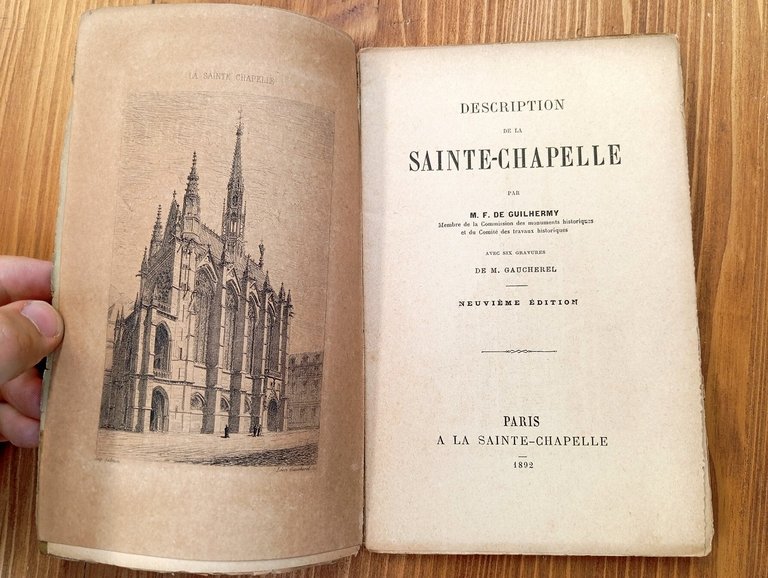 LA SAINTE CHAPELLE
DESCRIPTION
DE LA
SAINTE-CHAPELLE
PAR
M. F. DE GUILHERMY
Membre de la Commission des monuments historiques
et du Comité des travaux historiques
AVEC SIX GRAVURES
DE M. GAUCHEREL
NEUVIÈME ÉDITION
PARIS
A LA SAINTE-CHAPELLE
1892